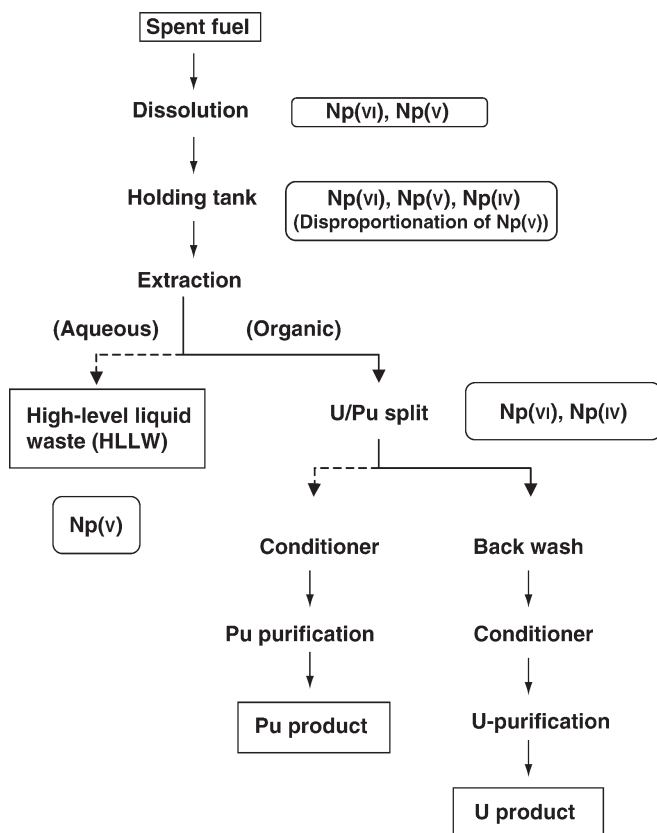 Spent fuel
Dissolution
Np(VI), Np(V)
Holding tank
Np(VI), Np(V), Np(IV)
(Disproportionation of Np(V))
Extraction
(Aqueous)
(Organic)
High-level liquid
waste (HLLW)
U/Pu split
Np(VI), Np(IV)
Np(V)
Conditioner
Back wash
Pu purification
Conditioner
Pu product
U-purification
U product